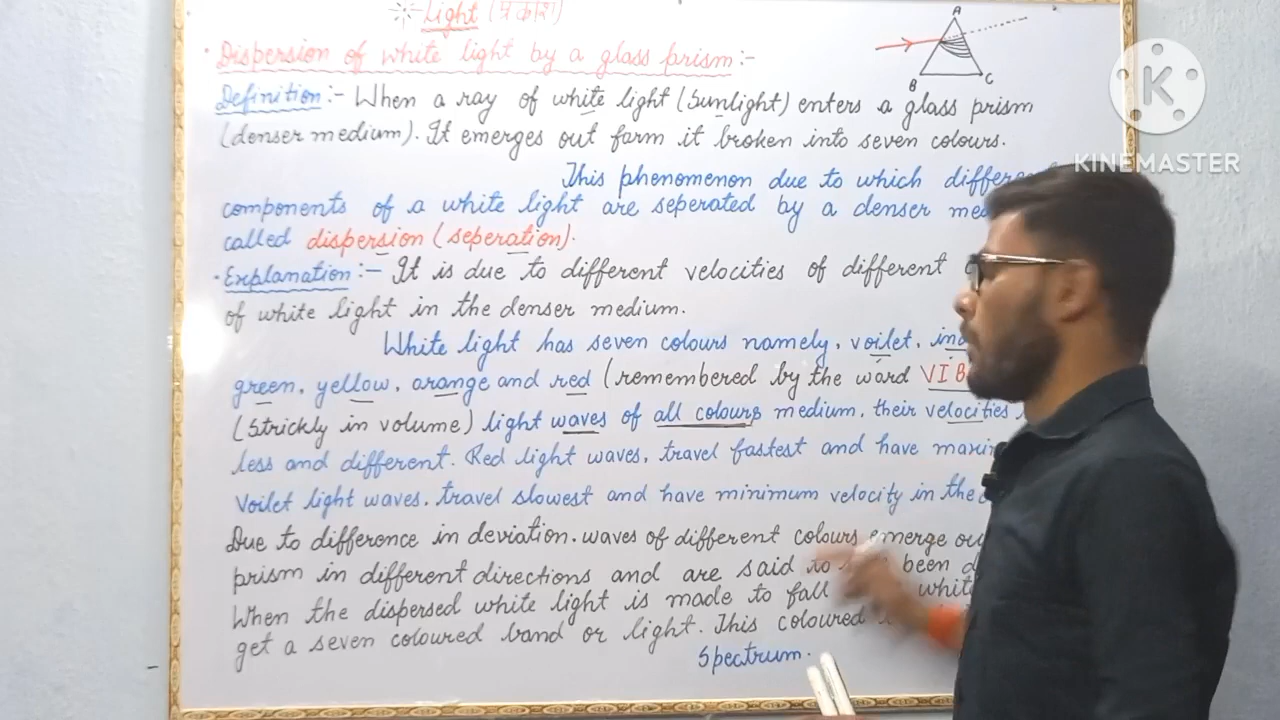 Light (प्रकाश)
• Dispersion of white light by a glass prism:-
A
B
C
Definition:- When a ray of white light (Sunlight) enters a glass prism
(denser medium). It emerges out farm it broken into seven colours.
This phenomenon due to which different
components of a white light are seperated by a denser
called dispersion (seperation).
• Explanation:- It is due to different velocities of different
of white light in the denser medium.
White light has seven colours namely, voilet,
green, yellow, orange and red (remembered by the word VIB
(Strickly in volume) light waves of all colours medium, their velocities
less and different. Red light waves, travel fastest and have
Voilet light waves, travel slowest and have minimum velocity in the
Due to difference in deviation. waves of different colours emerge
prism in different directions and are said to been
When the dispersed white light is made to fall
get a seven coloured band or light. This coloured
Spectrum.
K
KINEMASTER